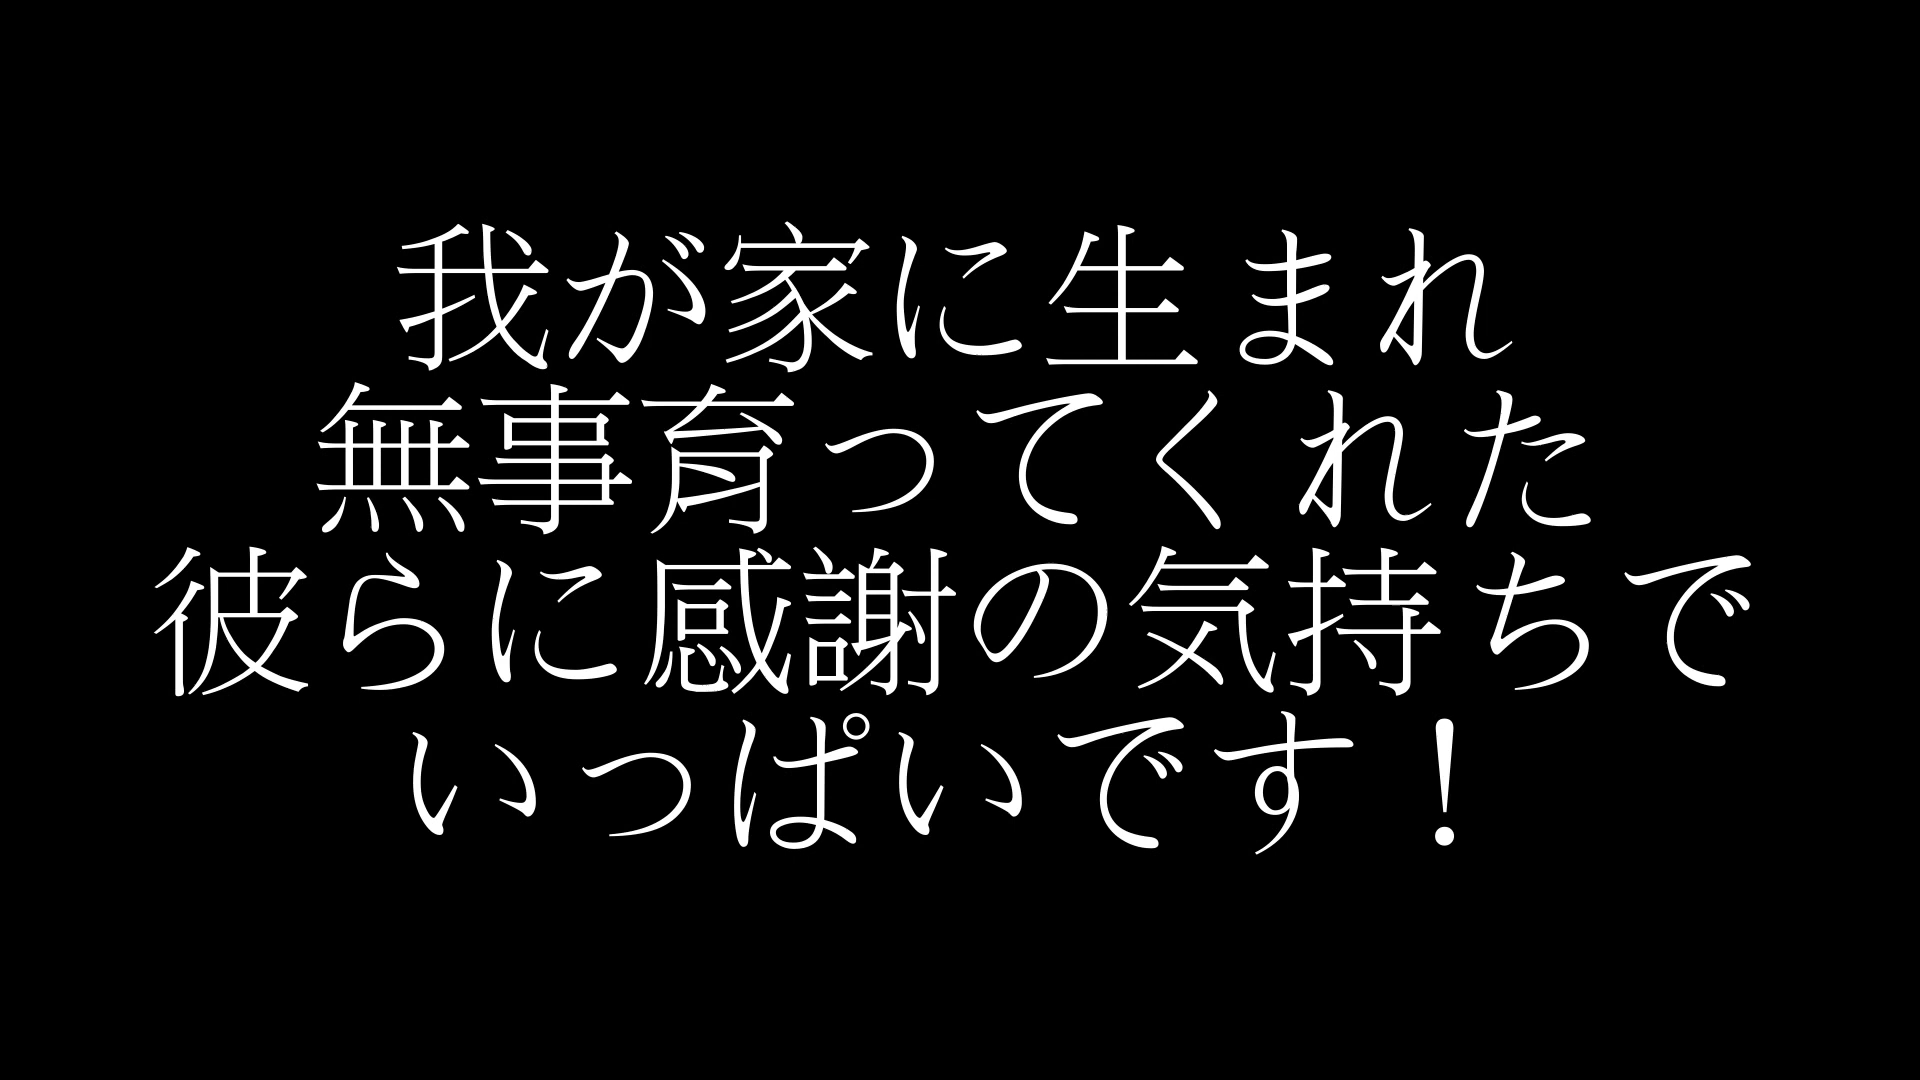 我が家に生まれ
無事育ってくれた
彼らに感謝の気持ちで
いっぱいです！